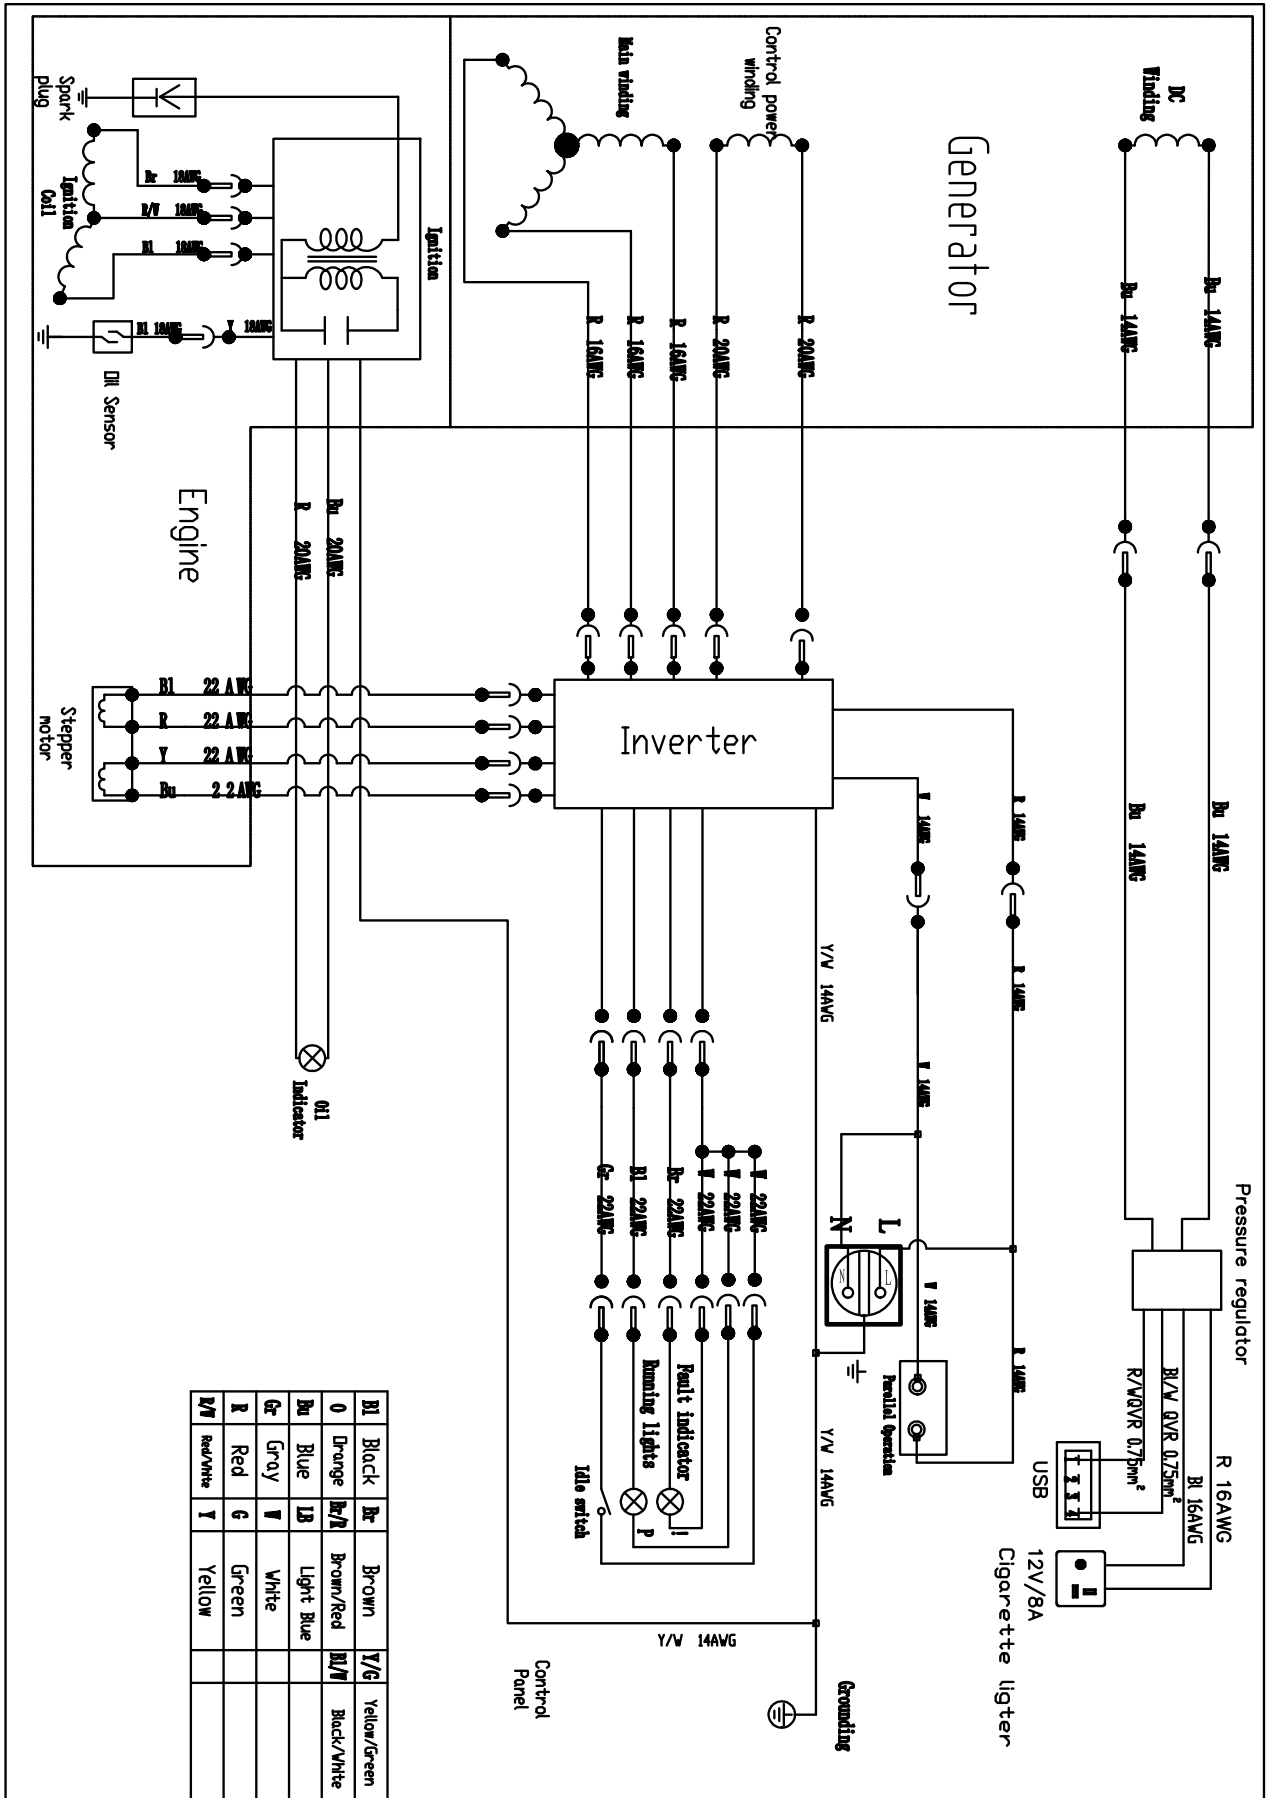 Generator
DC
Winding
Control power
winding
Main winding
Bu 14AWG
Bu 14AWG
R 20AWG
R 20AWG
R 16AWG
R 16AWG
R 16AWG
Spark
plug
Ignition
Coil
Ignition
Br 18AWG
R/W 18AWG
Bl 18AWG
Bl 18AWG
Y 18AWG
Oil Sensor
Engine
Bu 20AWG
R 20AWG
Stepper
motor
Bl 22 AWG
R 22 AWG
Y 22 AWG
Bu 2 2 AWG
Inverter
Bu 14AWG
Bu 14AWG
R 14AWG
W 14AWG
R 14AWG
W 14AWG
Y/W 14AWG
Oil
Indicator
W 22AWG
W 22AWG
W 22AWG
Br 22AWG
Bl 22AWG
Gr 22AWG
L
N
L
N
W 14AWG
R 14AWG
Parallel Operation
Y/W 14AWG
Pressure regulator
R 16AWG
Bl 16AWG
Bl/W QVR 0.75mm²
R/WQVR 0.75mm²
1 2 3 4
USB
12V/8A
Cigarette ligter
Fault indicator
Running lights
Idle switch
!
P
Y/W 14AWG
Control
Panel
Grounding
Bl Black Br Brown Y/G Yellow/Green
O Orange Br/R Brown/Red Bl/W Black/White
Bu Blue LB Light Blue
Gr Gray W White
R Red G Green
R/W Red/White Y Yellow